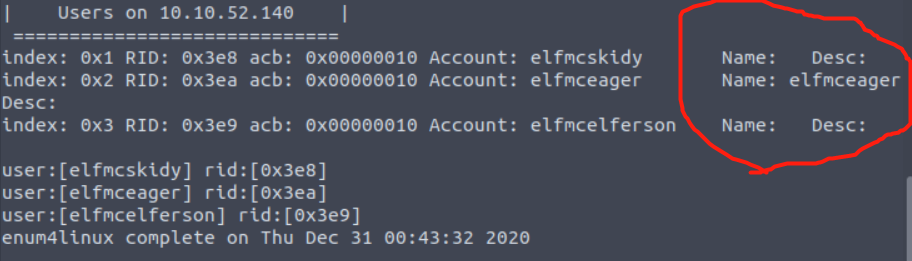 |    Users on 10.10.52.140    |
=============================
index: 0x1 RID: 0x3e8 acb: 0x00000010 Account: elfmcskidy	Name:	Desc:
index: 0x2 RID: 0x3ea acb: 0x00000010 Account: elfmceager	Name: elfmceager
Desc:
index: 0x3 RID: 0x3e9 acb: 0x00000010 Account: elfmcelferson	Name:	Desc:
user:[elfmcskidy] rid:[0x3e8]
user:[elfmceager] rid:[0x3ea]
user:[elfmcelferson] rid:[0x3e9]
enum4linux complete on Thu Dec 31 00:43:32 2020